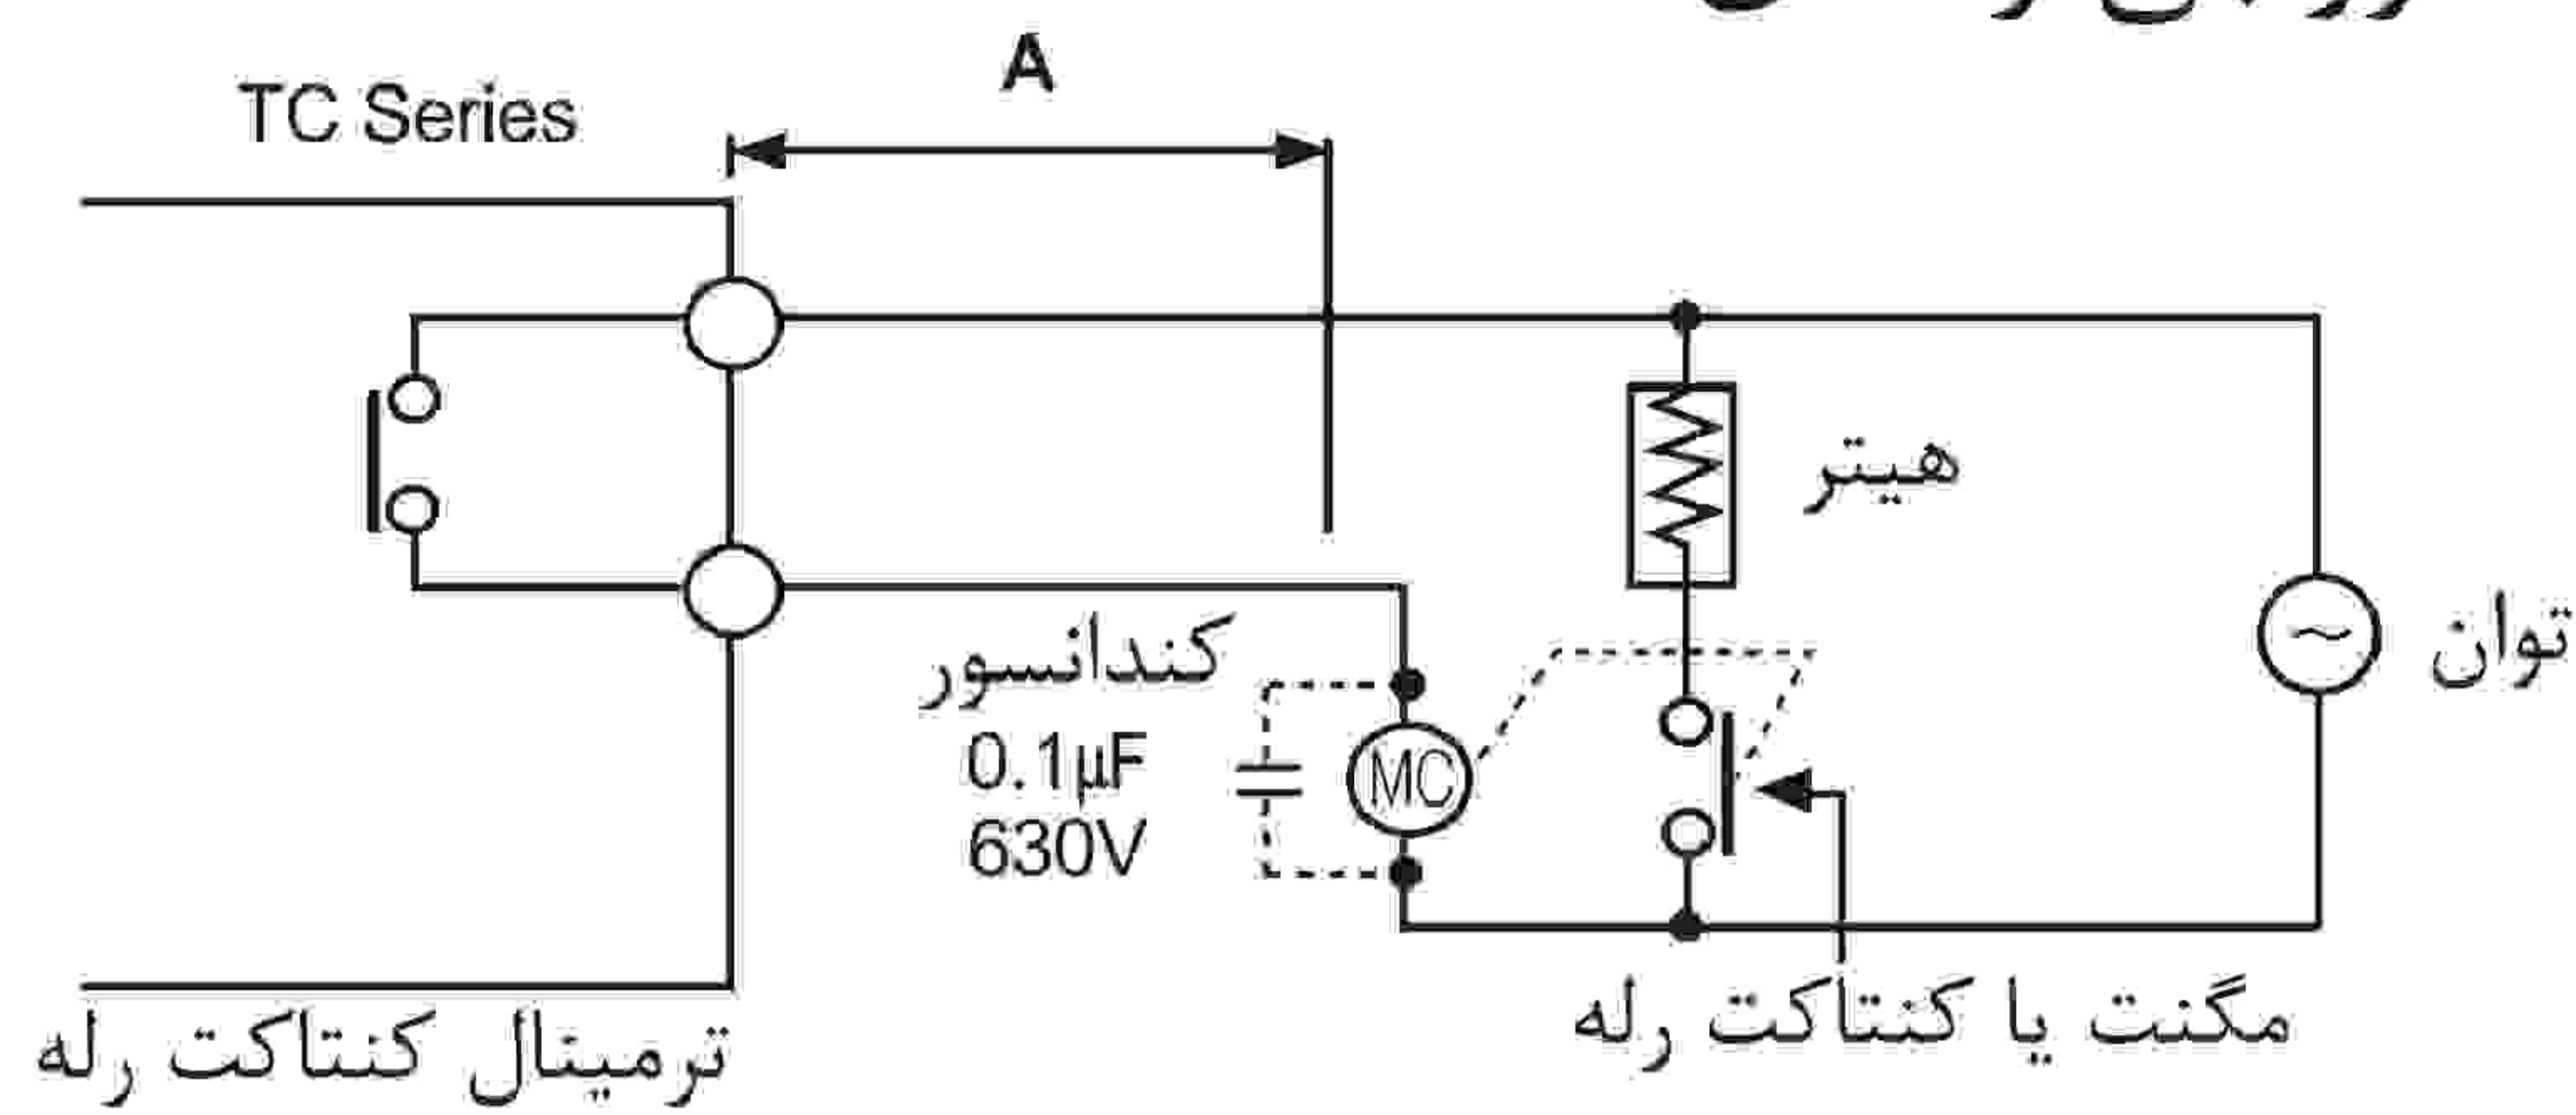 A
TC Series
هیتر
توان
کندانسور
0.1µF
630V
MC
مگنت یا کنتاکت رله
ترمینال کنتاکت رله